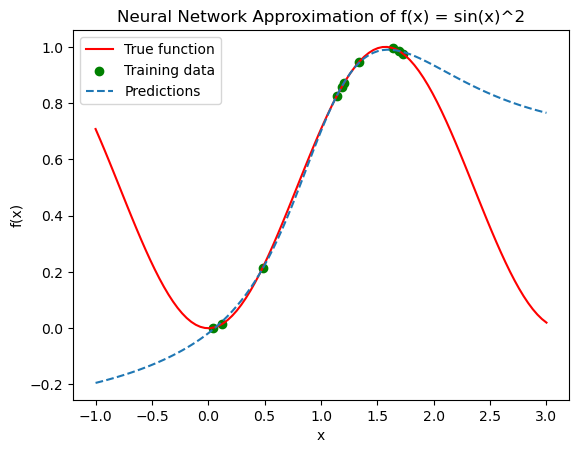 Neural Network Approximation of f(x) = sin(x)^2
True function
Training data
Predictions
f(x)
1.0
0.8
0.6
0.4
0.2
0.0
−0.2
−1.0 −0.5 0.0 0.5 1.0 1.5 2.0 2.5 3.0
x